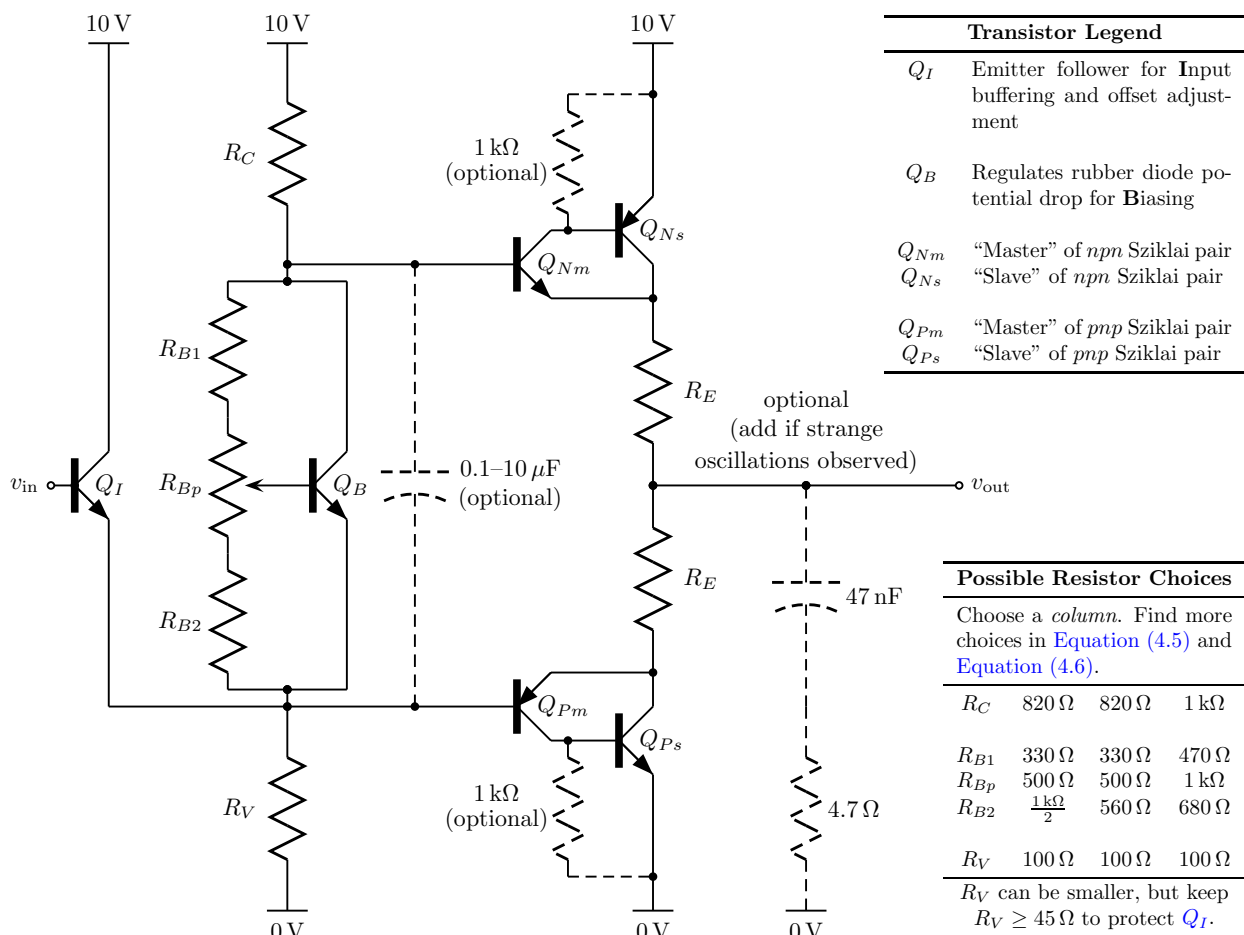 10 V
10 V
10 V
R_C
1 kΩ
(optional)
Q_Ns
Q_Nm
R_B1
R_E
optional
(add if strange
oscillations observed)
v_in
Q_I
R_Bp
Q_B
0.1–10 μF
(optional)
v_out
R_E
47 nF
R_B2
Q_Pm
Q_Ps
R_V
1 kΩ
(optional)
4.7 Ω
0 V
0 V
0 V
Transistor Legend
Q_I Emitter follower for Input
buffering and offset adjust-
ment
Q_B Regulates rubber diode po-
tential drop for Biasing
Q_Nm “Master” of npn Sziklai pair
Q_Ns “Slave” of npn Sziklai pair
Q_Pm “Master” of pnp Sziklai pair
Q_Ps “Slave” of pnp Sziklai pair
Possible Resistor Choices
Choose a column. Find more
choices in Equation (4.5) and
Equation (4.6).
R_C 820 Ω 820 Ω 1 kΩ
R_B1 330 Ω 330 Ω 470 Ω
R_Bp 500 Ω 500 Ω 1 kΩ
R_B2 1 kΩ/2 560 Ω 680 Ω
R_V 100 Ω 100 Ω 100 Ω
R_V can be smaller, but keep
R_V ≥ 45 Ω to protect Q_I.